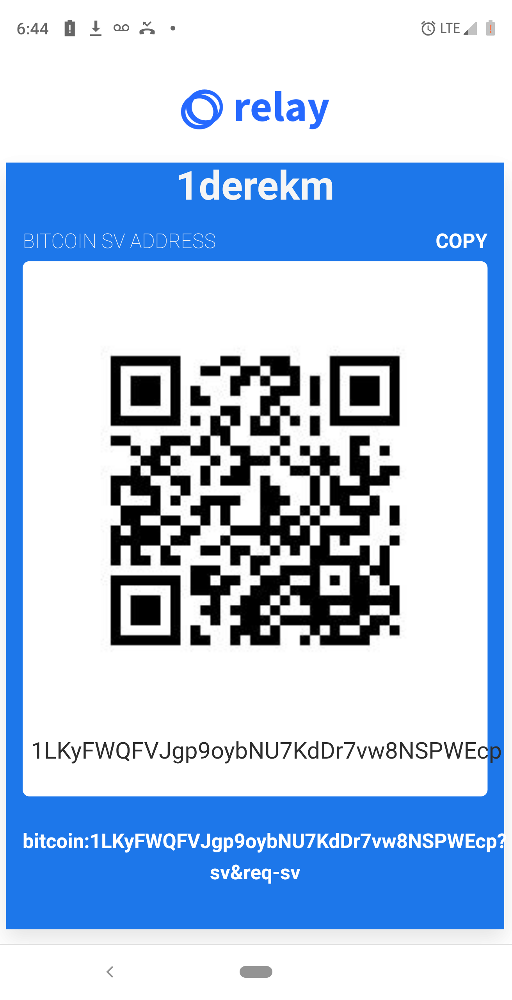 6:44
LTE
relay
1derekm
BITCOIN SV ADDRESS
COPY
1LKyFWQFVJgp9oybNU7KdDr7vw8NSPWEcp
bitcoin:1LKyFWQFVJgp9oybNU7KdDr7vw8NSPWEcp?
sv&req-sv